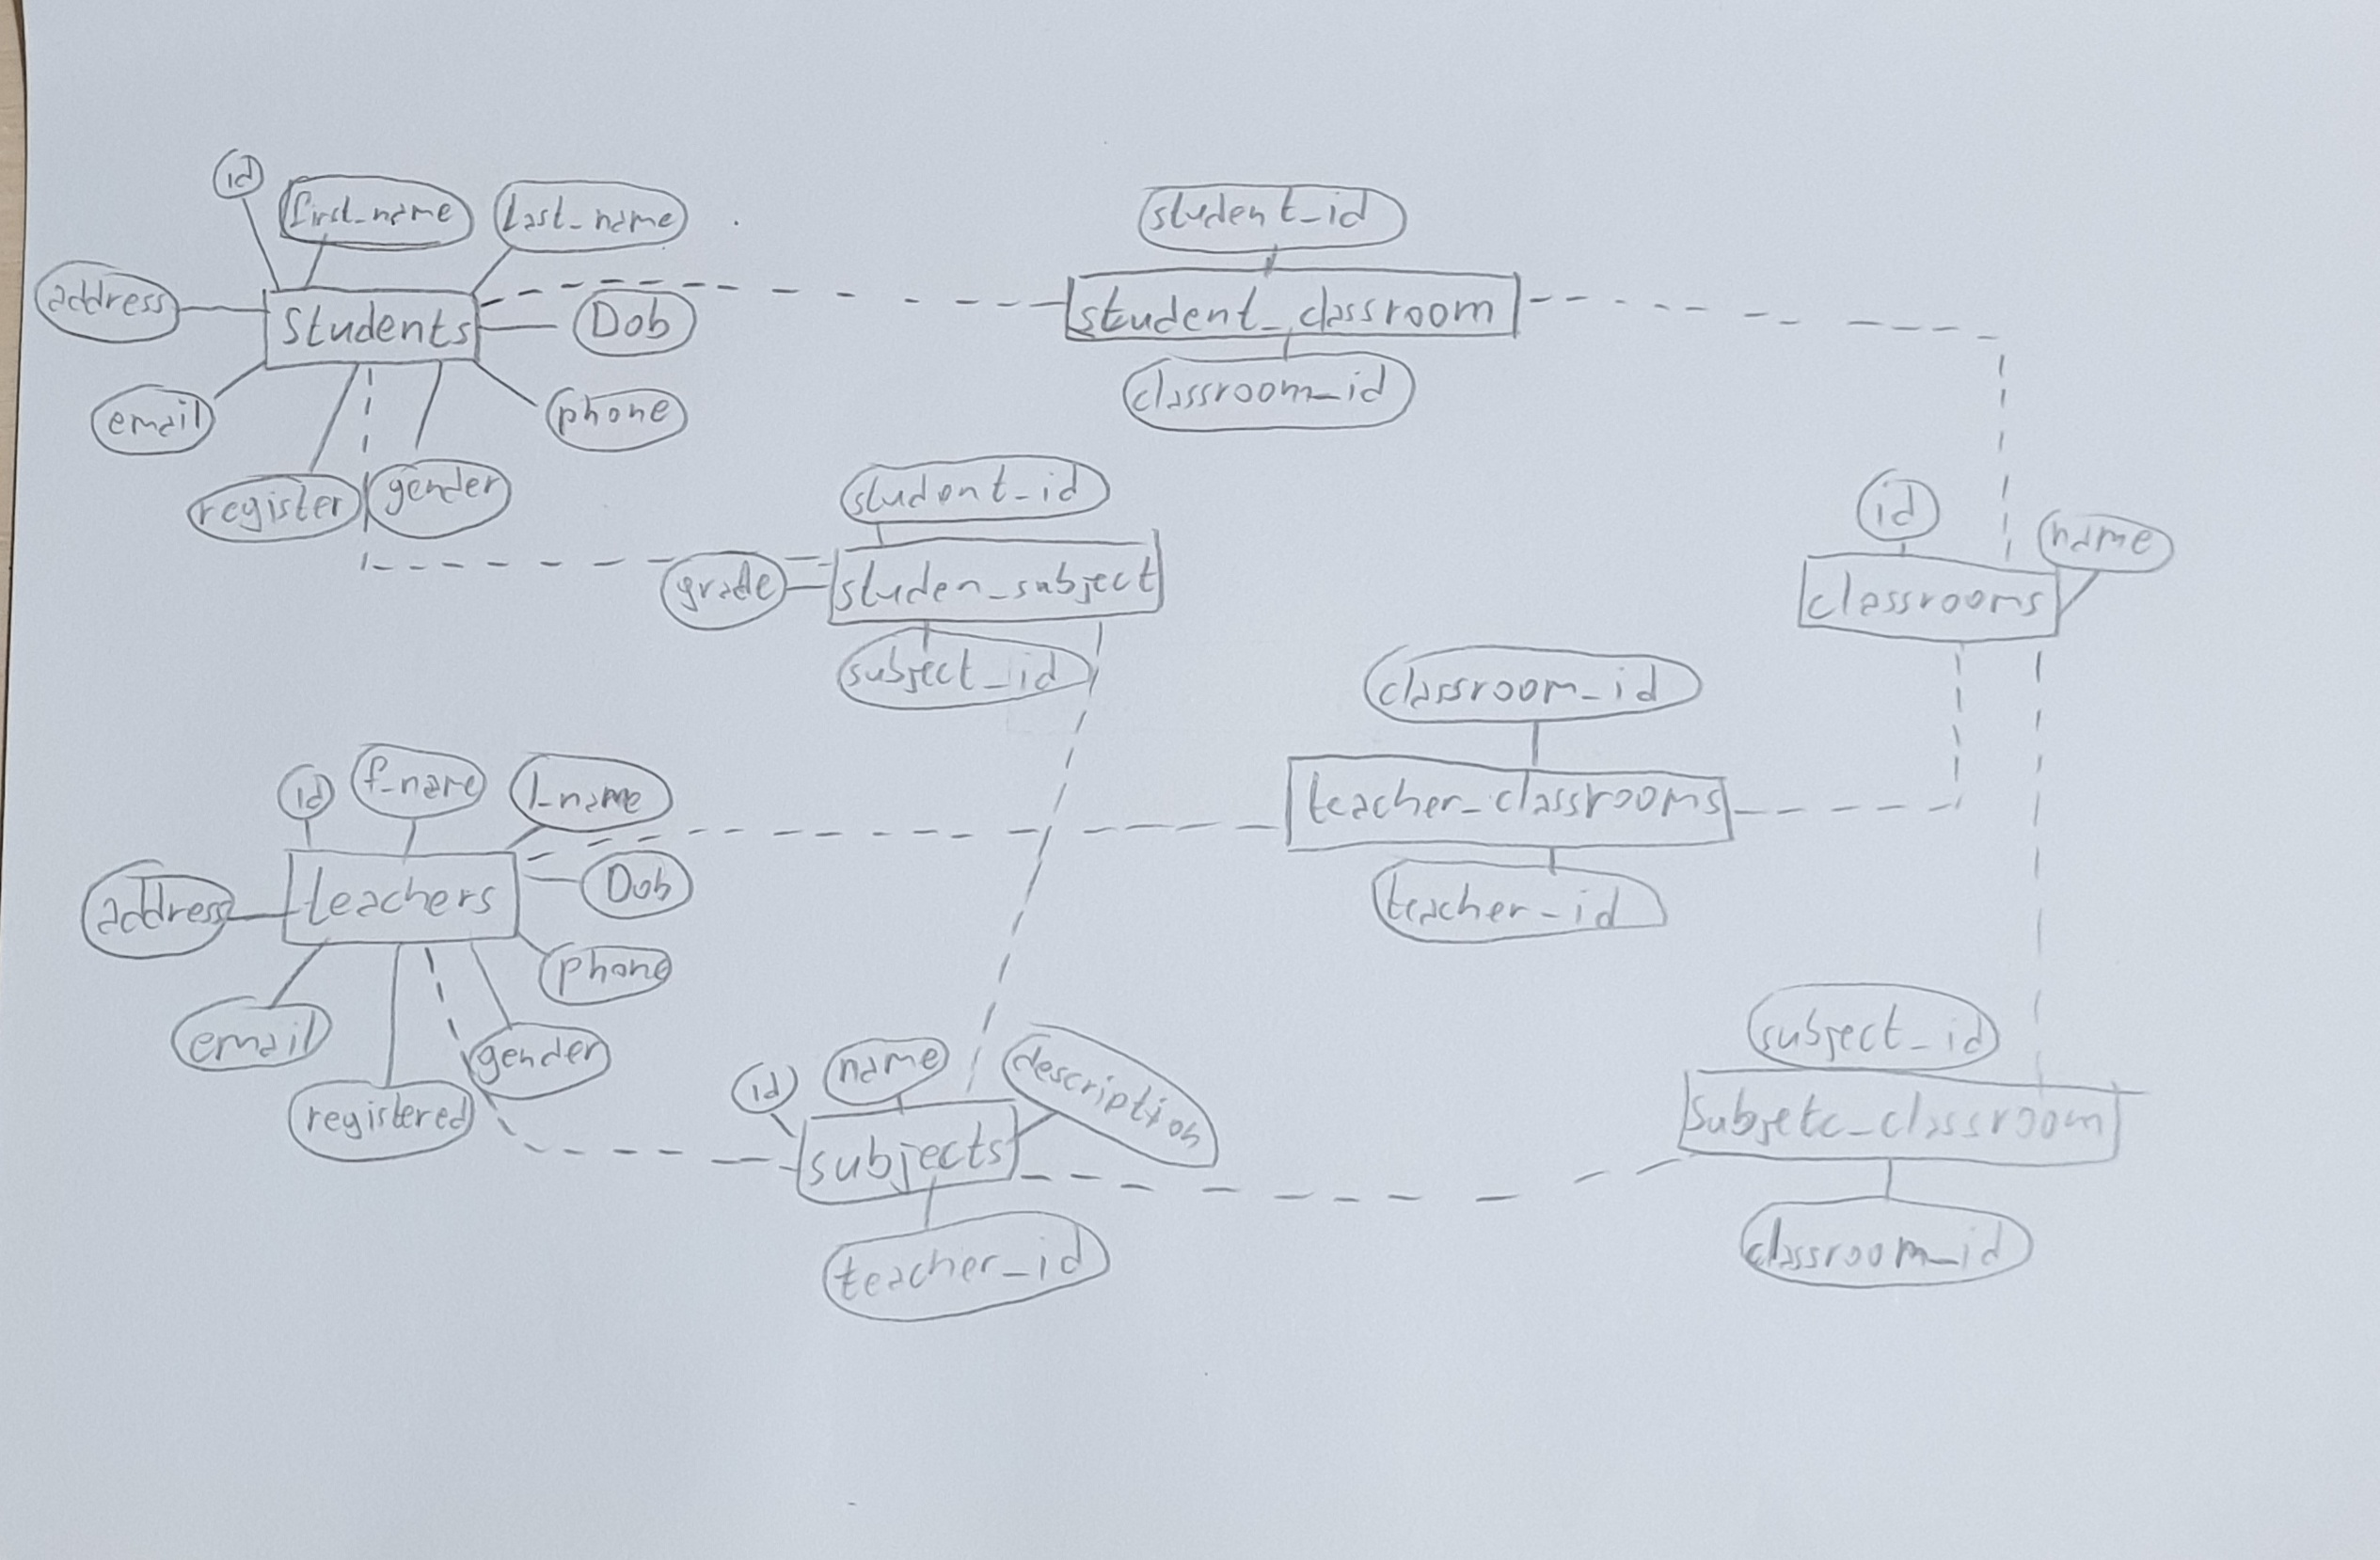 id
first_name
Last_name
address
students
Dob
email
phone
register
gender
student_id
student_classroom
classroom_id
student_id
grade
studen_subject
subject_id
id
name
classrooms
classroom_id
teacher_classrooms
teacher_id
id
f_name
l_name
address
teachers
Dob
phone
email
gender
registered
id
name
description
subjects
teacher_id
subject_id
Subjetc_classroom
classroom_id